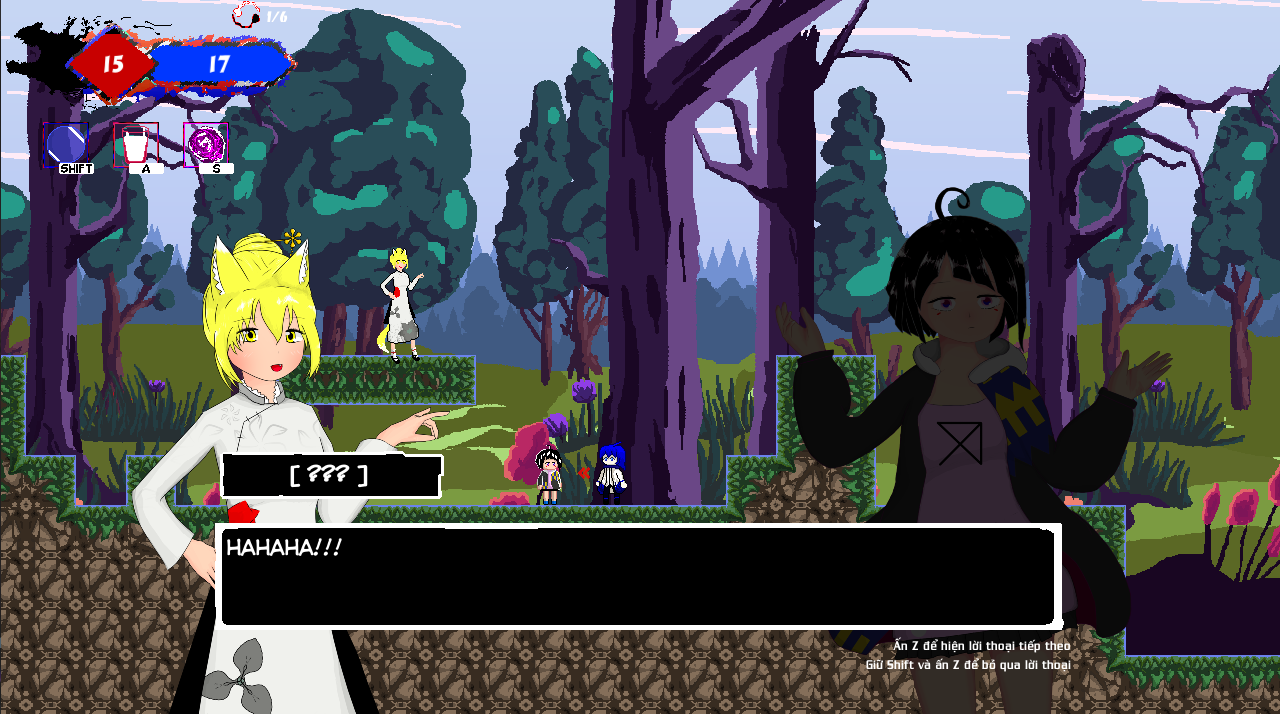 1/6
15
17
SHIFT
A
S
[ ??? ]
HAHAHA!!!
Ấn Z để hiện lời thoại tiếp theo
Giữ Shift và ấn Z để bỏ qua lời thoại